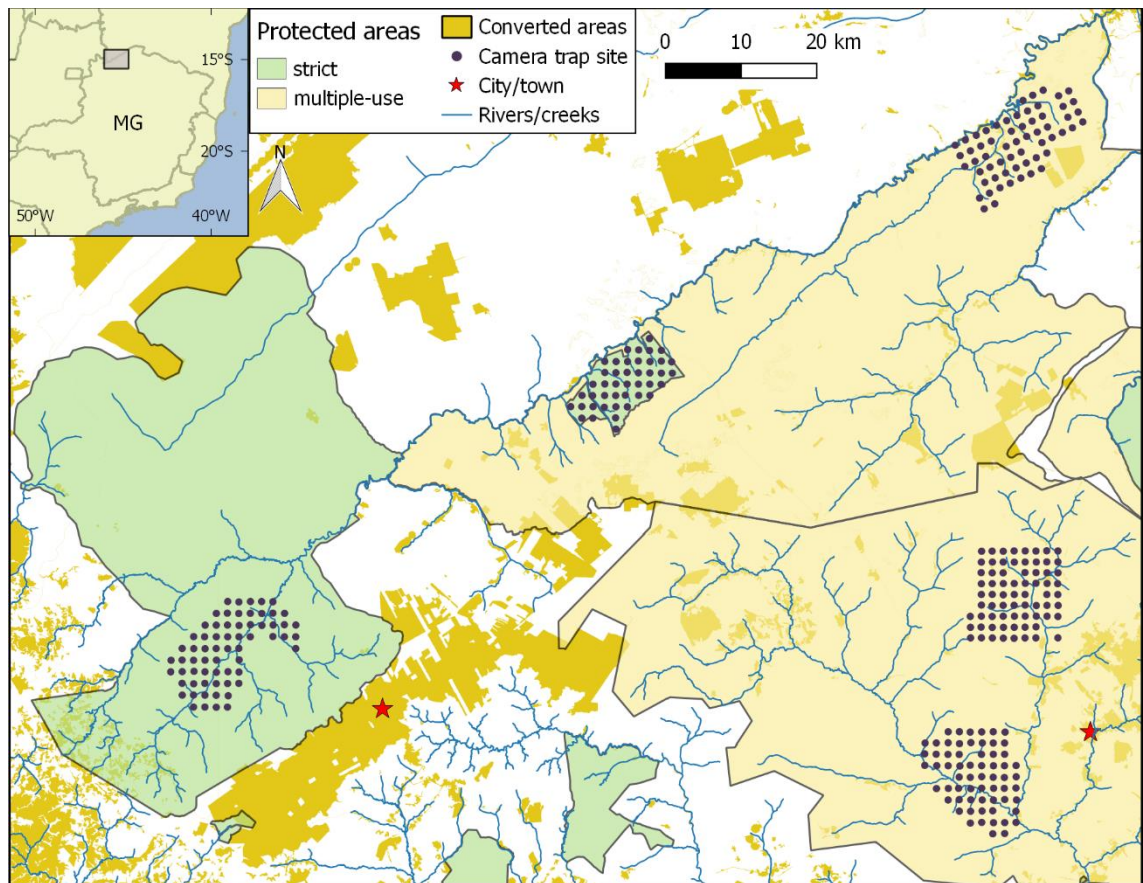 MG
15°S
20°S
50°W
40°W
Protected areas
strict
multiple-use
Converted areas
Camera trap site
City/town
Rivers/creeks
0 10 20 km
N